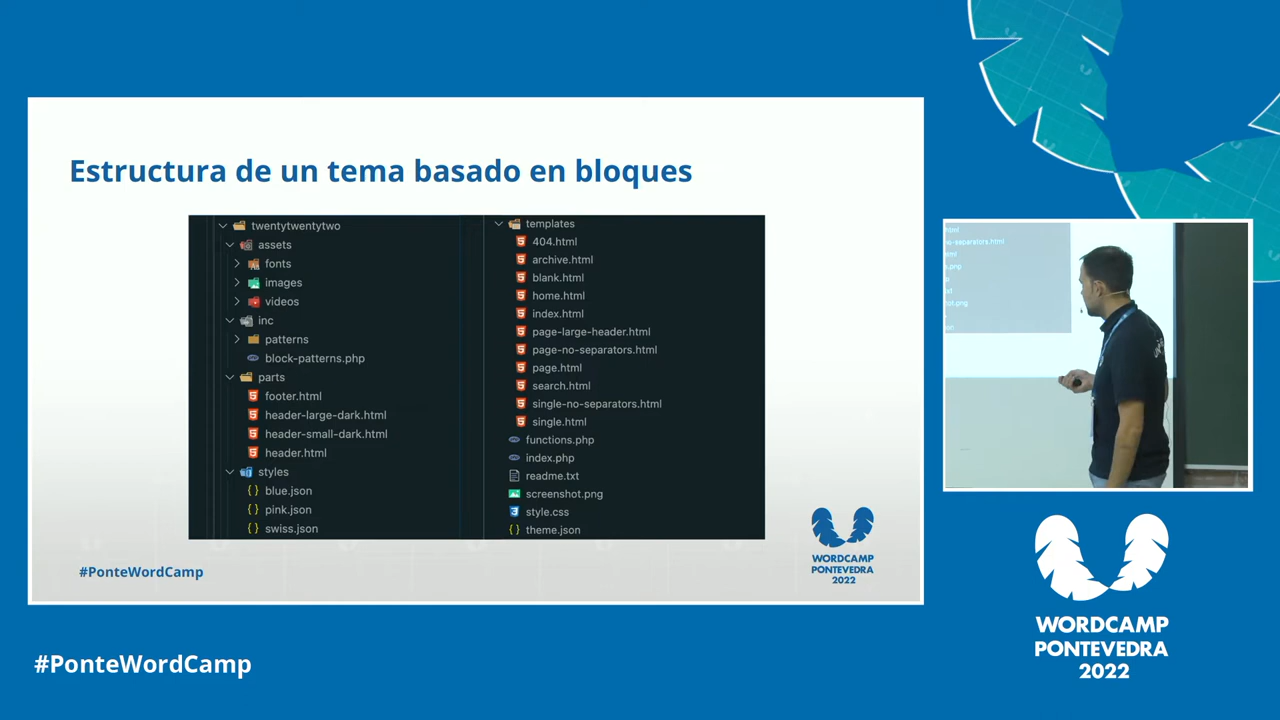 Estructura de un tema basado en bloques
twentytwentytwo
assets
fonts
images
videos
inc
patterns
block-patterns.php
parts
footer.html
header-large-dark.html
header-small-dark.html
header.html
styles
blue.json
pink.json
swiss.json
templates
404.html
archive.html
blank.html
home.html
index.html
page-large-header.html
page-no-separators.html
page.html
search.html
single-no-separators.html
single.html
functions.php
index.php
readme.txt
screenshot.png
style.css
theme.json
#PonteWordCamp
WORDCAMP
PONTEVEDRA
2022
no-separators.html
#PonteWordCamp
WORDCAMP
PONTEVEDRA
2022